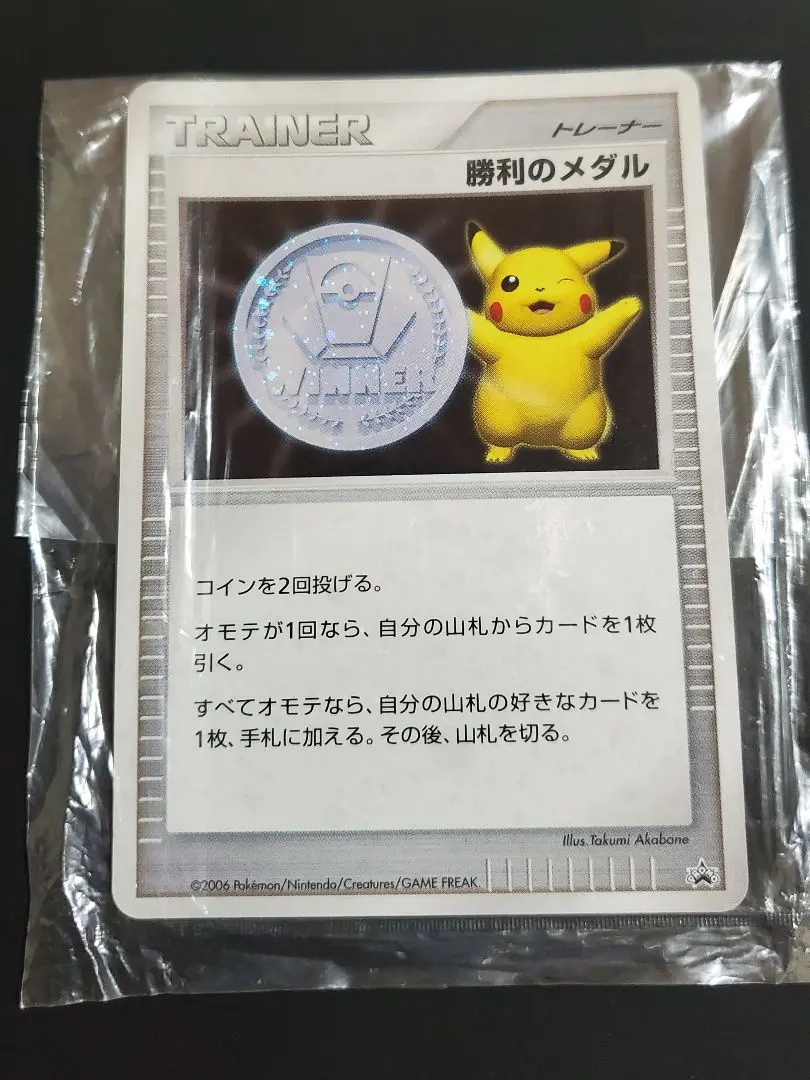 TRAINER
トレーナー
勝利のメダル
WINNER
コインを2回投げる。
オモテが1回なら、自分の山札からカードを1枚
引く。
すべてオモテなら、自分の山札の好きなカードを
1枚、手札に加える。その後、山札を切る。
Illus.Takumi Akabane
©2006 Pokémon/Nintendo/Creatures/GAME FREAK
PROMO